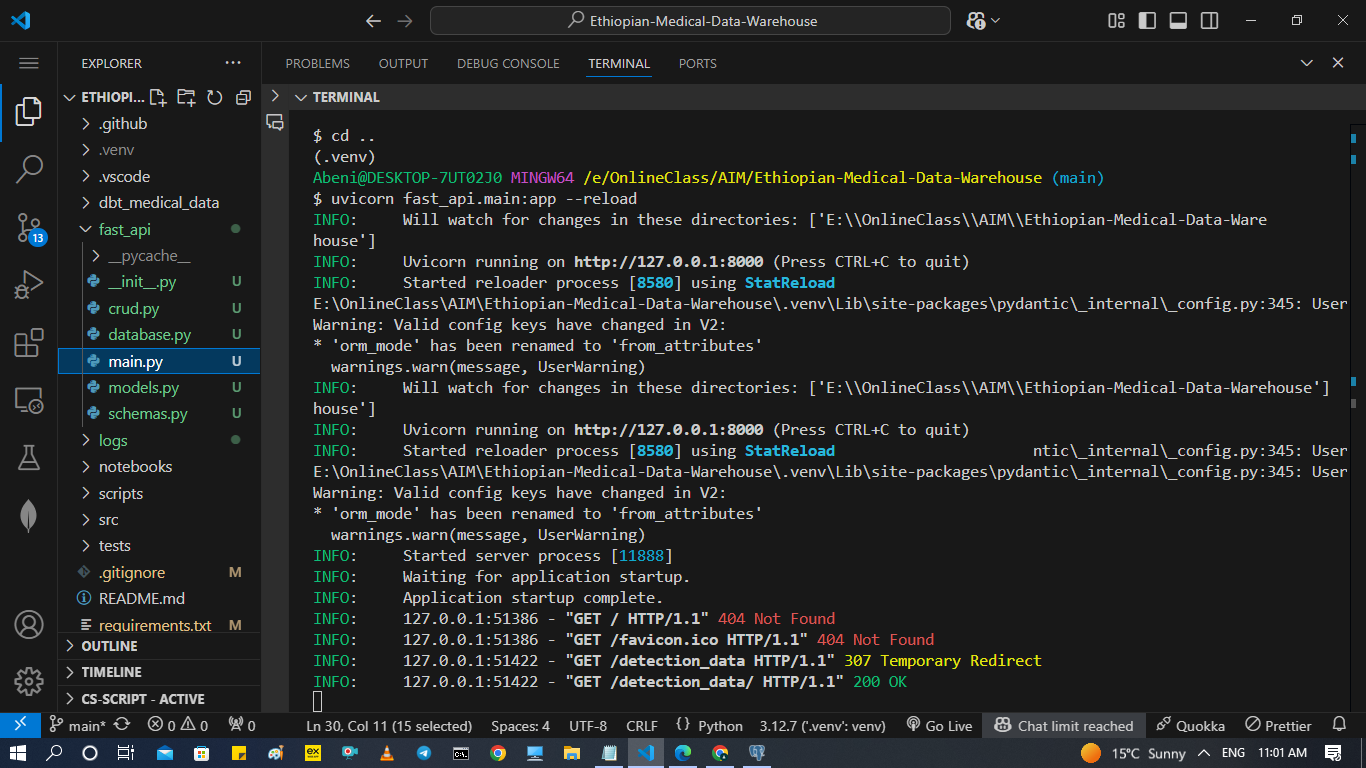 Ethiopian-Medical-Data-Warehouse
EXPLORER
PROBLEMS
OUTPUT
DEBUG CONSOLE
TERMINAL
PORTS
ETHIOPI...
.github
.venv
.vscode
dbt_medical_data
fast_api
__pycache__
__init__.py U
crud.py U
database.py U
main.py U
models.py U
schemas.py U
logs
notebooks
scripts
src
tests
.gitignore M
README.md
requirements.txt M
OUTLINE
TIMELINE
CS-SCRIPT - ACTIVE
13
TERMINAL
$ cd ..
(.venv)
Abeni@DESKTOP-7UT02J0 MINGW64 /e/OnlineClass/AIM/Ethiopian-Medical-Data-Warehouse (main)
$ uvicorn fast_api.main:app --reload
INFO: Will watch for changes in these directories: ['E:\\OnlineClass\\AIM\\Ethiopian-Medical-Data-Ware
house']
INFO: Uvicorn running on http://127.0.0.1:8000 (Press CTRL+C to quit)
INFO: Started reloader process [8580] using StatReload
E:\OnlineClass\AIM\Ethiopian-Medical-Data-Warehouse\.venv\Lib\site-packages\pydantic\_internal\_config.py:345: User
Warning: Valid config keys have changed in V2:
* 'orm_mode' has been renamed to 'from_attributes'
warnings.warn(message, UserWarning)
INFO: Will watch for changes in these directories: ['E:\\OnlineClass\\AIM\\Ethiopian-Medical-Data-Warehouse']
house']
INFO: Uvicorn running on http://127.0.0.1:8000 (Press CTRL+C to quit)
INFO: Started reloader process [8580] using StatReload ntic\_internal\_config.py:345: User
E:\OnlineClass\AIM\Ethiopian-Medical-Data-Warehouse\.venv\Lib\site-packages\pydantic\_internal\_config.py:345: User
Warning: Valid config keys have changed in V2:
* 'orm_mode' has been renamed to 'from_attributes'
warnings.warn(message, UserWarning)
INFO: Started server process [11888]
INFO: Waiting for application startup.
INFO: Application startup complete.
INFO: 127.0.0.1:51386 - "GET / HTTP/1.1" 404 Not Found
INFO: 127.0.0.1:51386 - "GET /favicon.ico HTTP/1.1" 404 Not Found
INFO: 127.0.0.1:51422 - "GET /detection_data HTTP/1.1" 307 Temporary Redirect
INFO: 127.0.0.1:51422 - "GET /detection_data/ HTTP/1.1" 200 OK
main* 0 0 0 Ln 30, Col 11 (15 selected) Spaces: 4 UTF-8 CRLF {} Python 3.12.7 ('.venv': venv) Go Live Chat limit reached Quokka Prettier
15°C Sunny ENG 11:01 AM